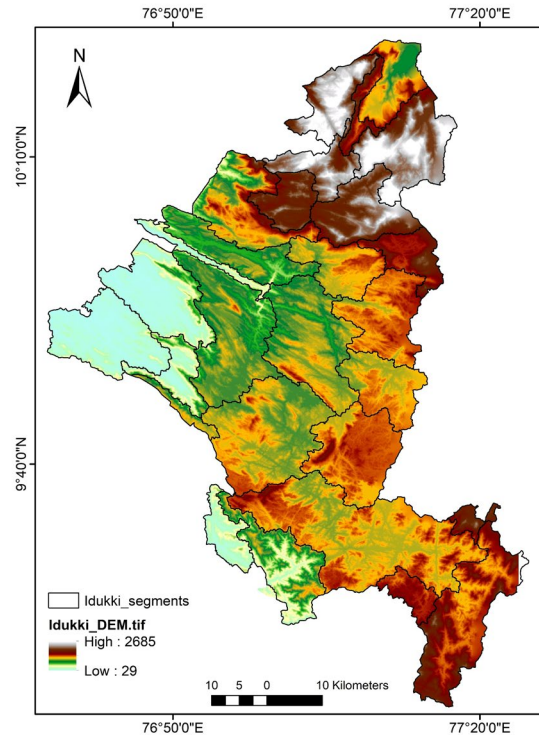 76°50'0"E 77°20'0"E
N
10°10'0"N
9°40'0"N
Idukki_segments
Idukki_DEM.tif
High : 2685
Low : 29
10 5 0 10 Kilometers
76°50'0"E 77°20'0"E